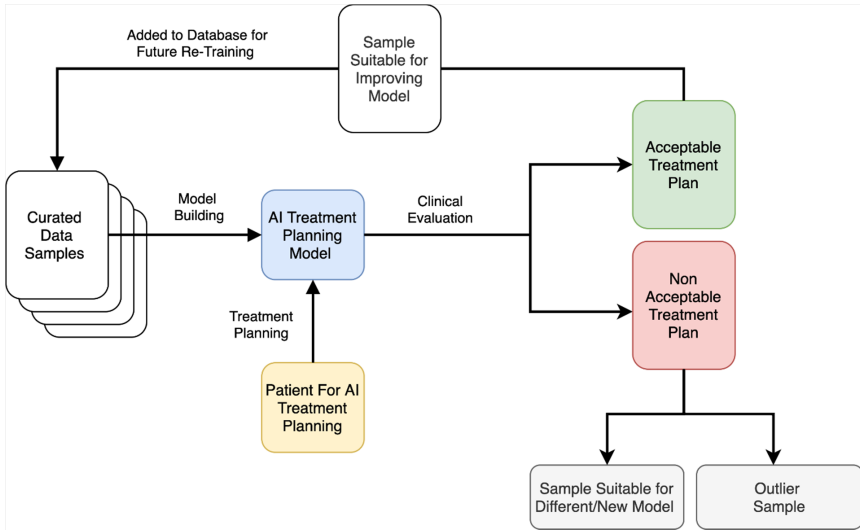 Added to Database for
Future Re-Training
Sample
Suitable for
Improving
Model
Acceptable
Treatment
Plan
Curated
Data
Samples
Model
Building
AI Treatment
Planning
Model
Clinical
Evaluation
Non
Acceptable
Treatment
Plan
Treatment
Planning
Patient For AI
Treatment
Planning
Sample Suitable for
Different/New Model
Outlier
Sample